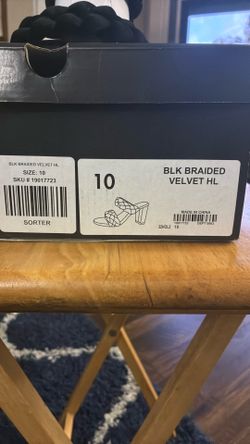 BLK BRAIDED VELVET HL
SIZE: 10
SKU # 19017723
SORTER
10
BLK BRAIDED
VELVET HL
MADE IN CHINA